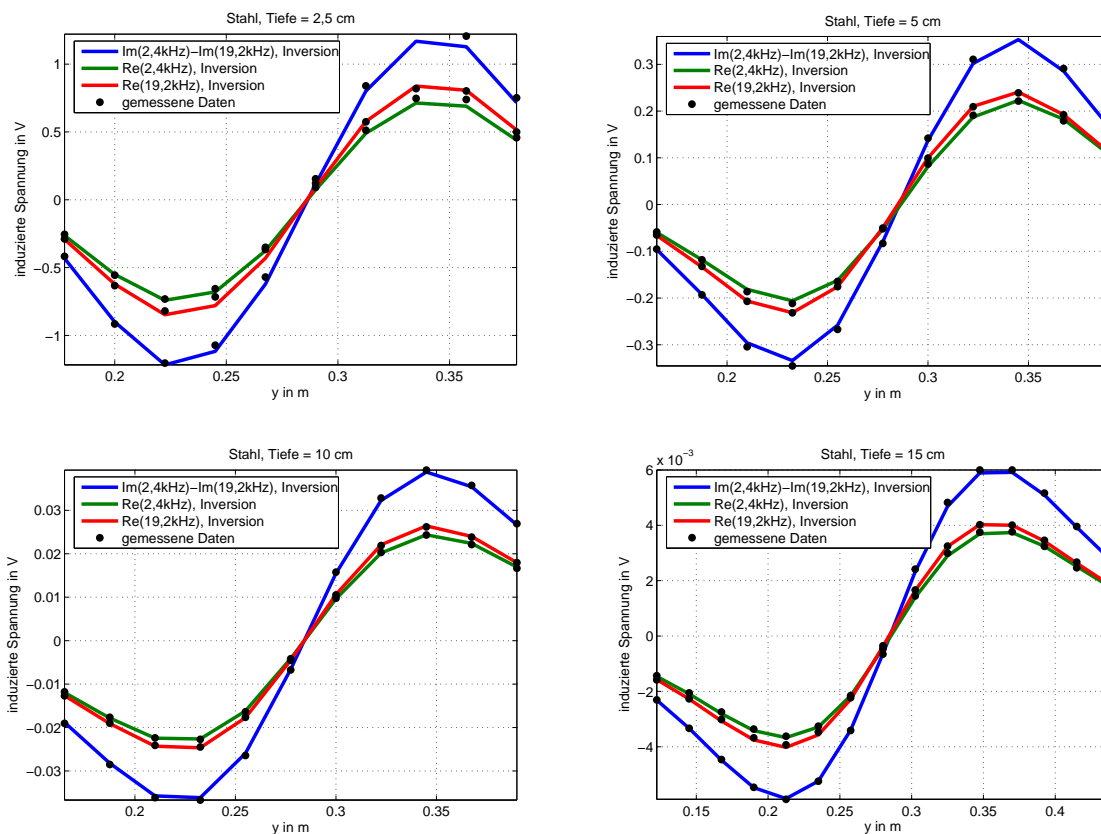 Stahl, Tiefe = 2,5 cm
Im(2,4kHz)−Im(19,2kHz), Inversion
Re(2,4kHz), Inversion
Re(19,2kHz), Inversion
gemessene Daten
1
0.5
0
−0.5
−1
induzierte Spannung in V
0.2
0.25
0.3
0.35
y in m
Stahl, Tiefe = 5 cm
Im(2,4kHz)−Im(19,2kHz), Inversion
Re(2,4kHz), Inversion
Re(19,2kHz), Inversion
gemessene Daten
0.3
0.2
0.1
0
−0.1
−0.2
−0.3
induzierte Spannung in V
0.2
0.25
0.3
0.35
y in m
Stahl, Tiefe = 10 cm
Im(2,4kHz)−Im(19,2kHz), Inversion
Re(2,4kHz), Inversion
Re(19,2kHz), Inversion
gemessene Daten
0.03
0.02
0.01
0
−0.01
−0.02
−0.03
induzierte Spannung in V
0.2
0.25
0.3
0.35
y in m
Stahl, Tiefe = 15 cm
x 10⁻³
Im(2,4kHz)−Im(19,2kHz), Inversion
Re(2,4kHz), Inversion
Re(19,2kHz), Inversion
gemessene Daten
6
4
2
0
−2
−4
induzierte Spannung in V
0.15
0.2
0.25
0.3
0.35
0.4
y in m